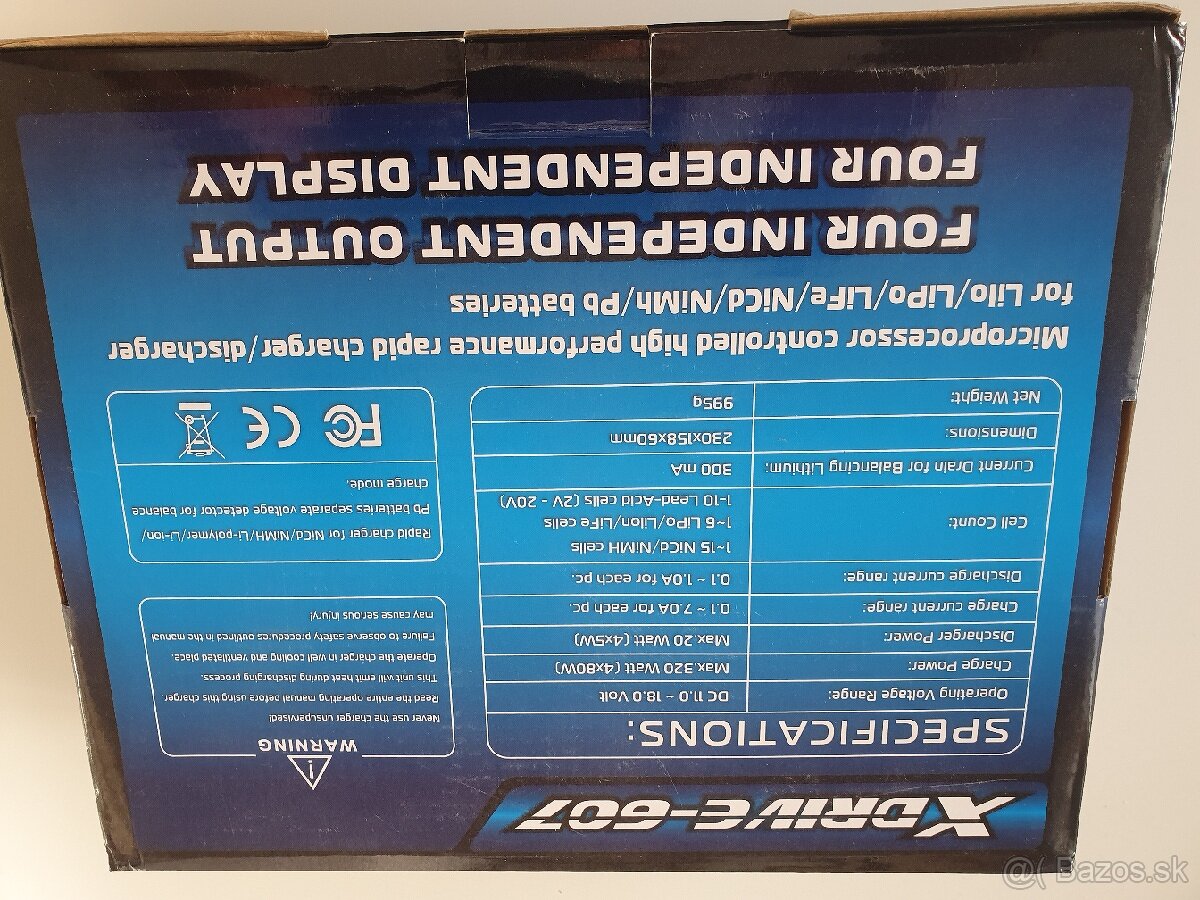 XDRIVE-607
SPECIFICATIONS:
Operating Voltage Range: DC 11.0 ~ 18.0 Volt
Charge Power: Max.320 Watt (4x80W)
Discharger Power: Max.20 Watt (4x5W)
Charge current range: 0.1 ~ 7.0A for each pc.
Discharge current range: 0.1 ~ 1.0A for each pc.
Cell Count: 1~15 NiCd/NiMH cells
1~6 LiPo/LiIon/LiFe cells
1-10 Lead-Acid cells (2V - 20V)
Current Drain for Balancing Lithium: 300 mA
Dimensions: 230x158x60mm
Net Weight: 995g
WARNING
Never use the charger unsupervised!
Read the entire operating manual before using this charger
This unit will emit heat during discharging process.
Operate the charger in cooling and well ventilated place.
Failure to observe safety procedures outlined in the manual
may cause serious injury!
Rapid charger for NiCd/NiMH/Li-polymer/Li-ion/
Pb batteries separate voltage detector for balance
charge mode.
FC CE
Microprocessor controlled high performance rapid charger/discharger
for LiIo/LiPo/LiFe/NiCd/NiMh/Pb batteries
FOUR INDEPENDENT OUTPUT
FOUR INDEPENDENT DISPLAY
@( Bazos.sk